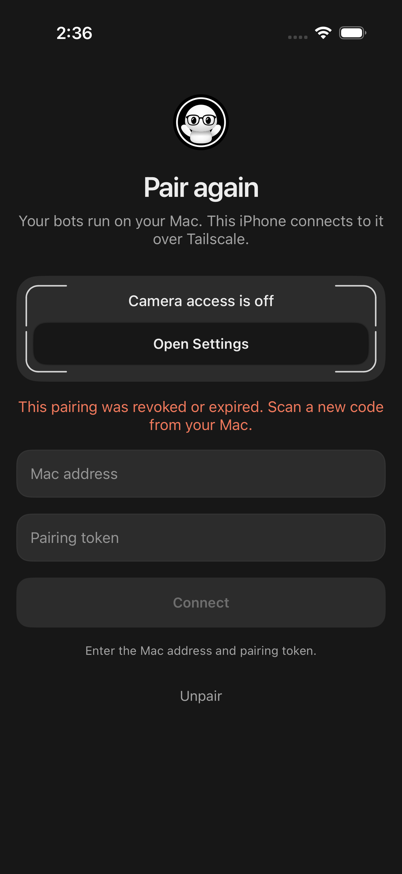 2:36
Pair again
Your bots run on your Mac. This iPhone connects to it
over Tailscale.
Camera access is off
Open Settings
This pairing was revoked or expired. Scan a new code
from your Mac.
Mac address
Pairing token
Connect
Enter the Mac address and pairing token.
Unpair